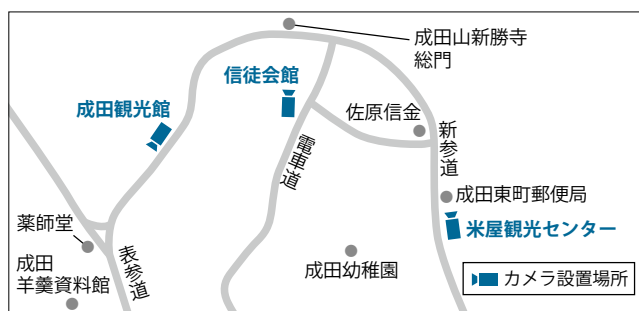 成田山新勝寺
総門
信徒会館
成田観光館
佐原信金
新参道
電車道
成田東町郵便局
薬師堂
米屋観光センター
表参道
成田
羊羹資料館
成田幼稚園
カメラ設置場所